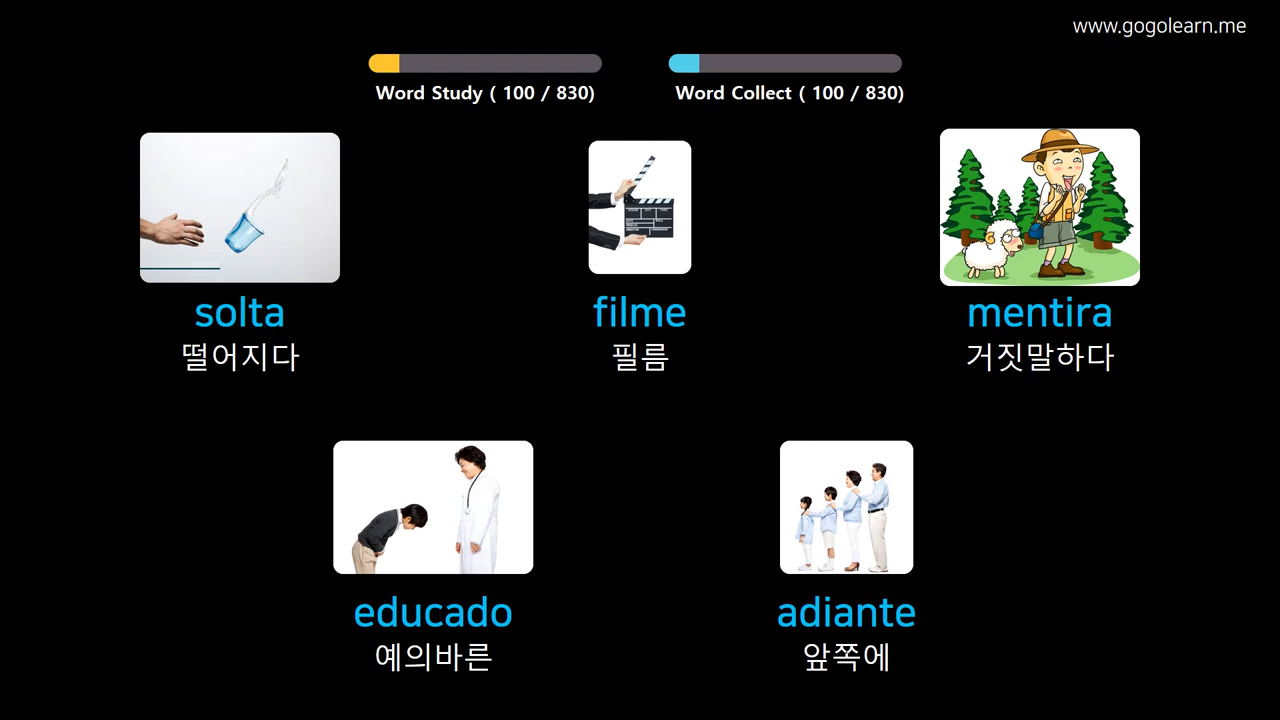 www.gogolearn.me
Word Study ( 100 / 830)
Word Collect ( 100 / 830)
solta
떨어지다
filme
필름
mentira
거짓말하다
educado
예의바른
adiante
앞쪽에